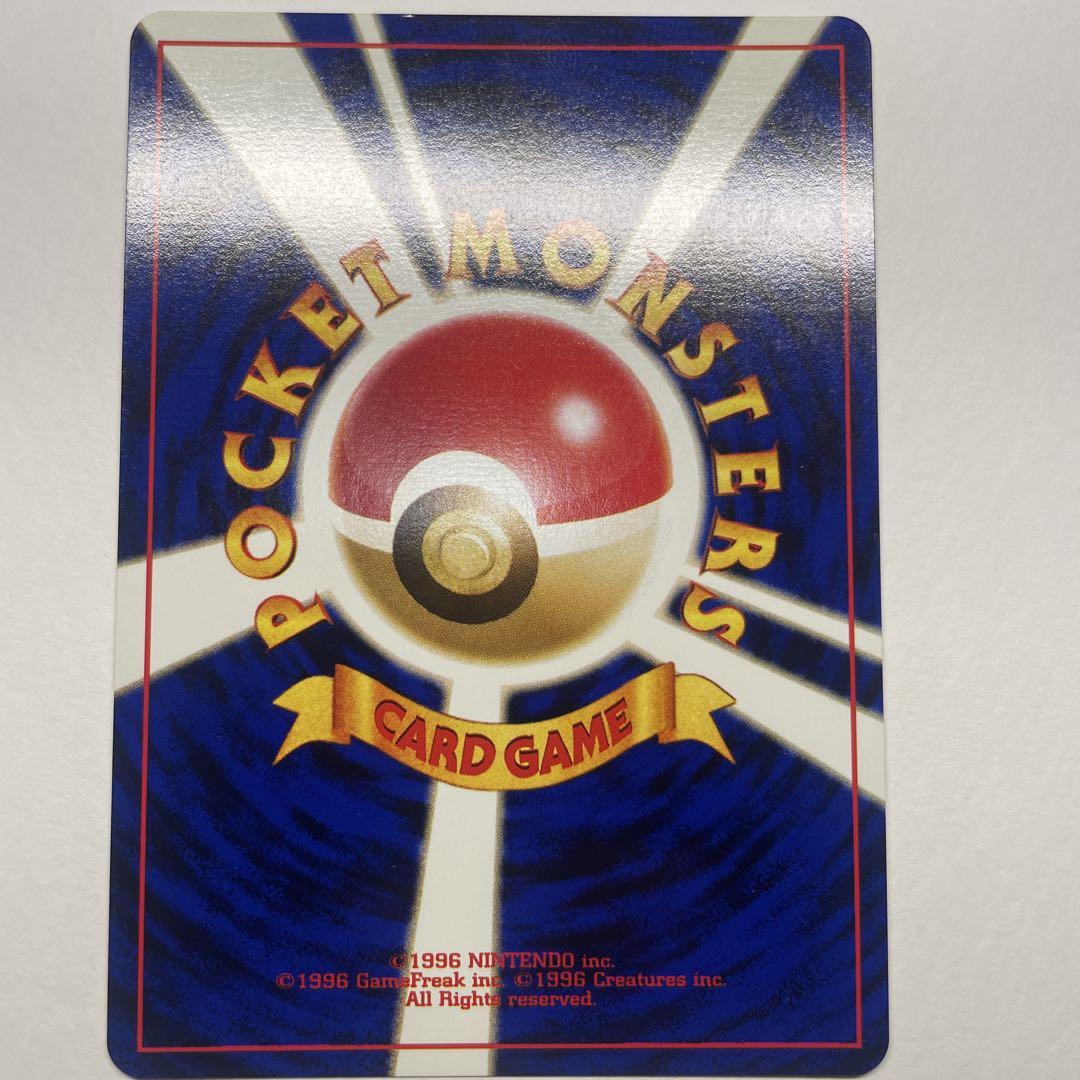 POCKET MONSTERS
CARD GAME
©1996 NINTENDO inc.
©1996 GameFreak inc. ©1996 Creatures inc.
All Rights reserved.